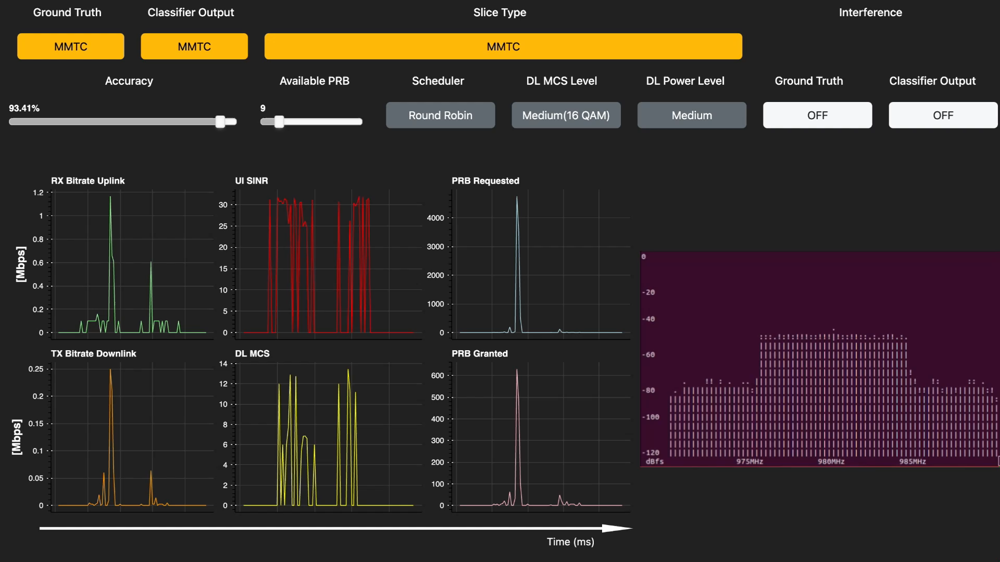 Ground Truth
Classifier Output
Slice Type
Interference
MMTC
MMTC
MMTC
Accuracy
Available PRB
Scheduler
DL MCS Level
DL Power Level
Ground Truth
Classifier Output
93.41%
9
Round Robin
Medium(16 QAM)
Medium
OFF
OFF
RX Bitrate Uplink
1.2
1
0.8
0.6
0.4
0.2
0
[Mbps]
UI SINR
30
25
20
15
10
5
0
PRB Requested
4000
3000
2000
1000
0
TX Bitrate Downlink
0.25
0.2
0.15
0.1
0.05
0
[Mbps]
DL MCS
14
12
10
8
6
4
2
0
PRB Granted
600
500
400
300
200
100
0
0
-20
-40
-60
-80
-100
-120
dBfs
975MHz
980MHz
985MHz
Time (ms)